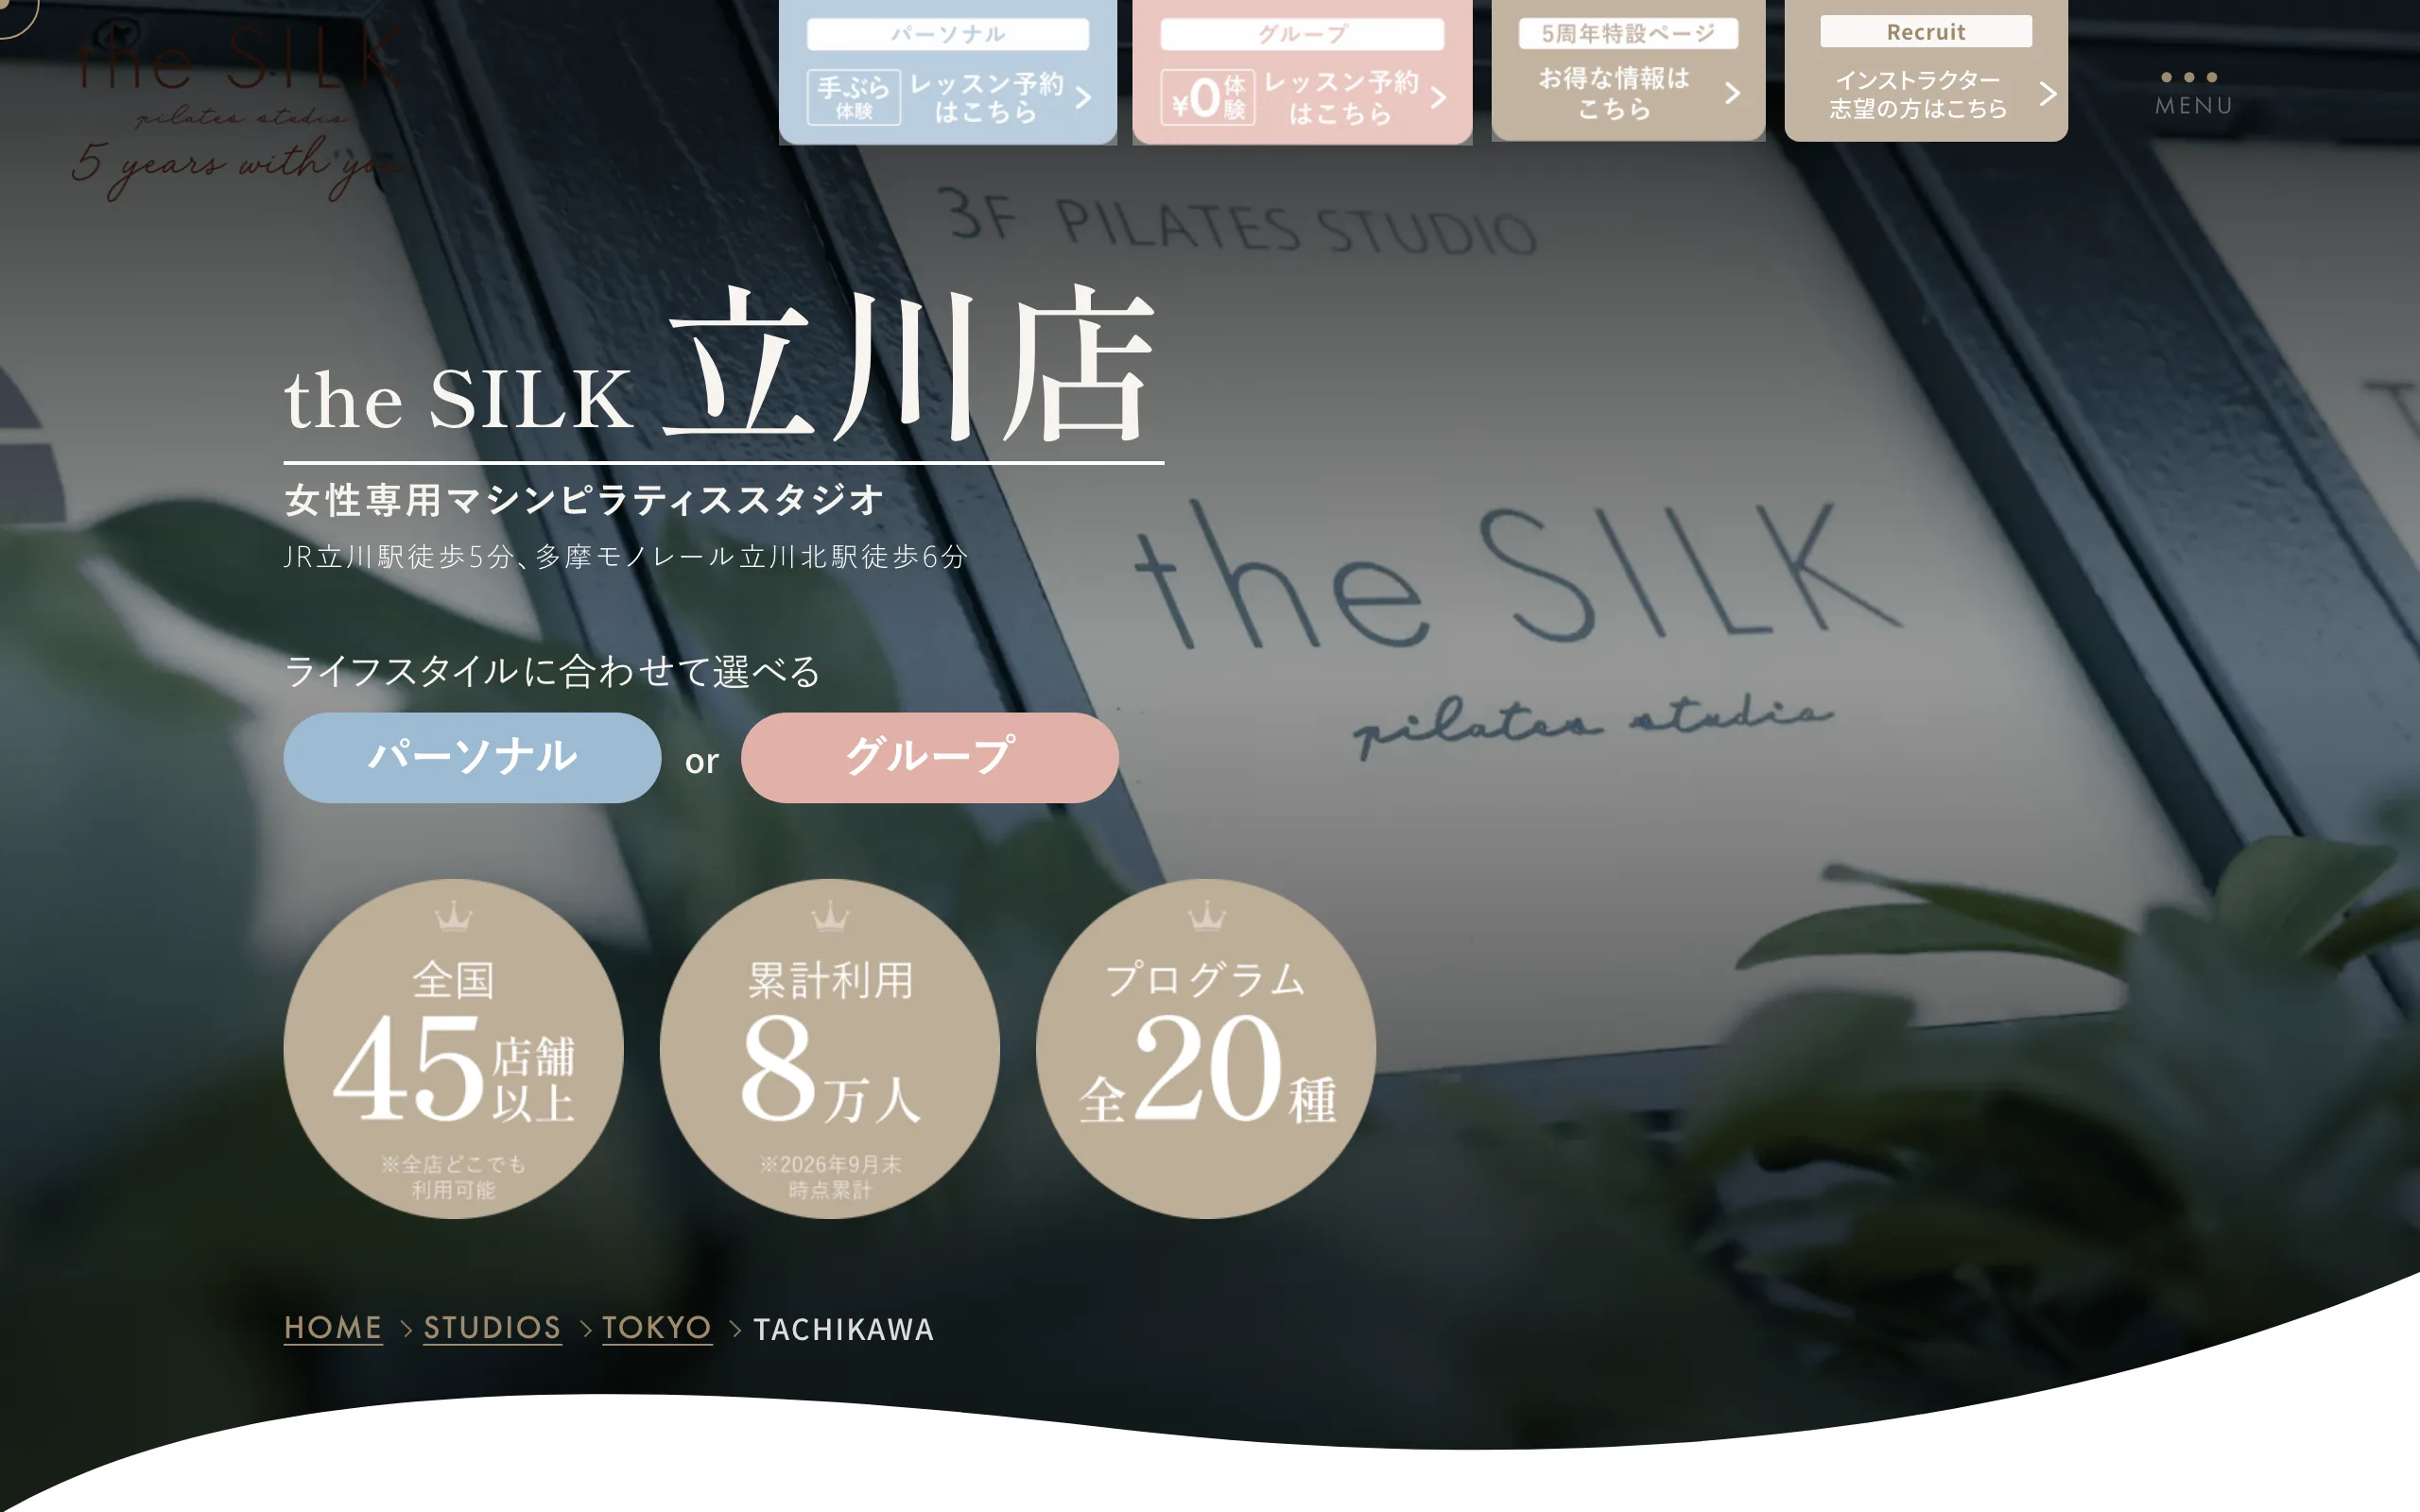 the SILK
pilates studio
5 years with you
パーソナル
手ぶら
体験
レッスン予約
はこちら
グループ
¥0体験
レッスン予約
はこちら
5周年特設ページ
お得な情報は
こちら
Recruit
インストラクター
志望の方はこちら
MENU
3F PILATES STUDIO
the SILK 立川店
女性専用マシンピラティススタジオ
JR立川駅徒歩5分、多摩モノレール立川北駅徒歩6分
the SILK
pilates studio
ライフスタイルに合わせて選べる
パーソナル or グループ
全国
45店舗以上
※全店どこでも
利用可能
累計利用
8万人
※2026年9月末
時点累計
プログラム
全20種
HOME > STUDIOS > TOKYO > TACHIKAWA